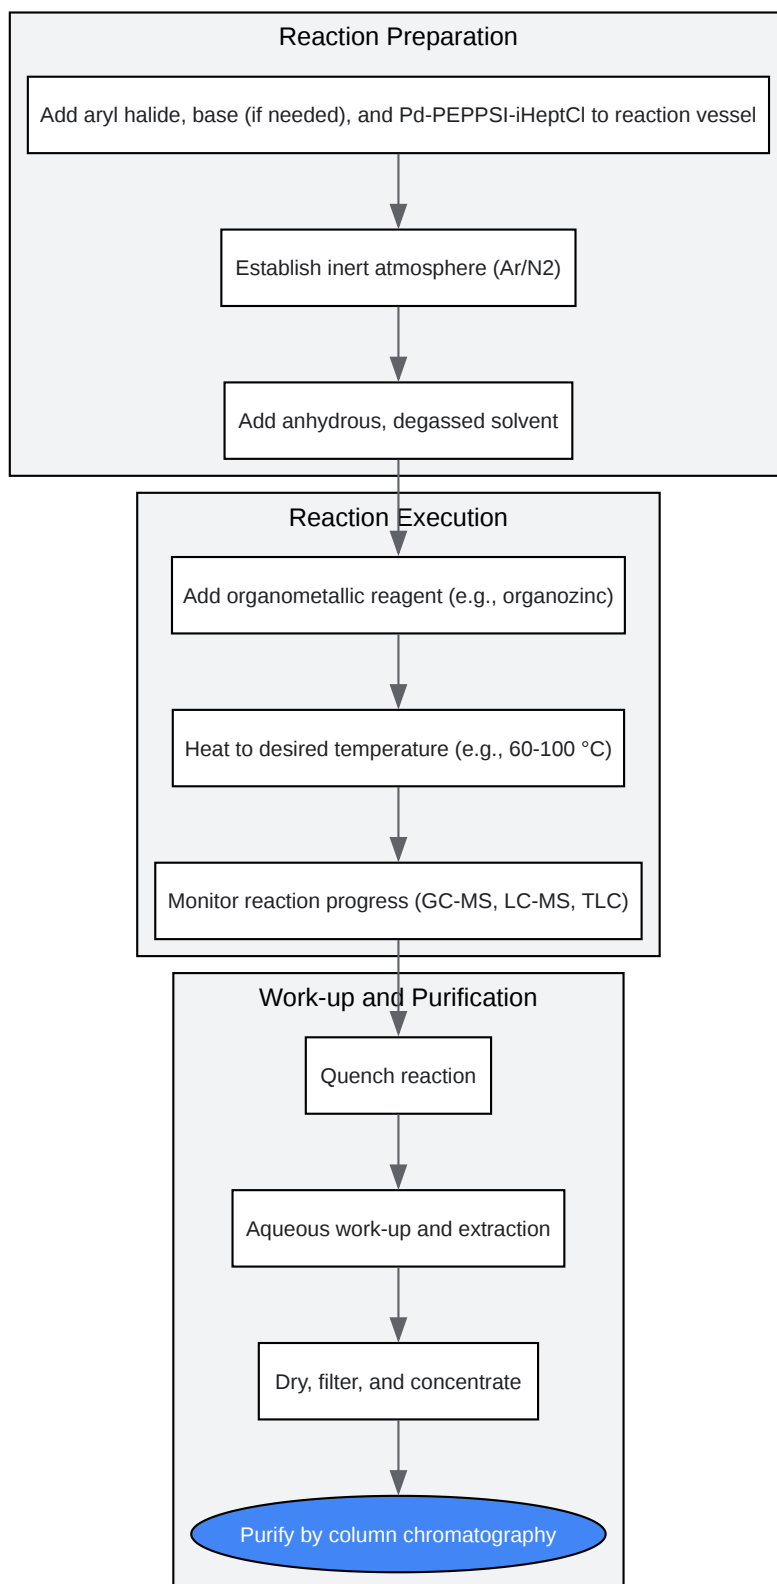 Reaction Preparation
Add aryl halide, base (if needed), and Pd-PEPPSI-iHeptCl to reaction vessel
Establish inert atmosphere (Ar/N2)
Add anhydrous, degassed solvent
Reaction Execution
Add organometallic reagent (e.g., organozinc)
Heat to desired temperature (e.g., 60-100 °C)
Monitor reaction progress (GC-MS, LC-MS, TLC)
Work-up and Purification
Quench reaction
Aqueous work-up and extraction
Dry, filter, and concentrate
Purify by column chromatography